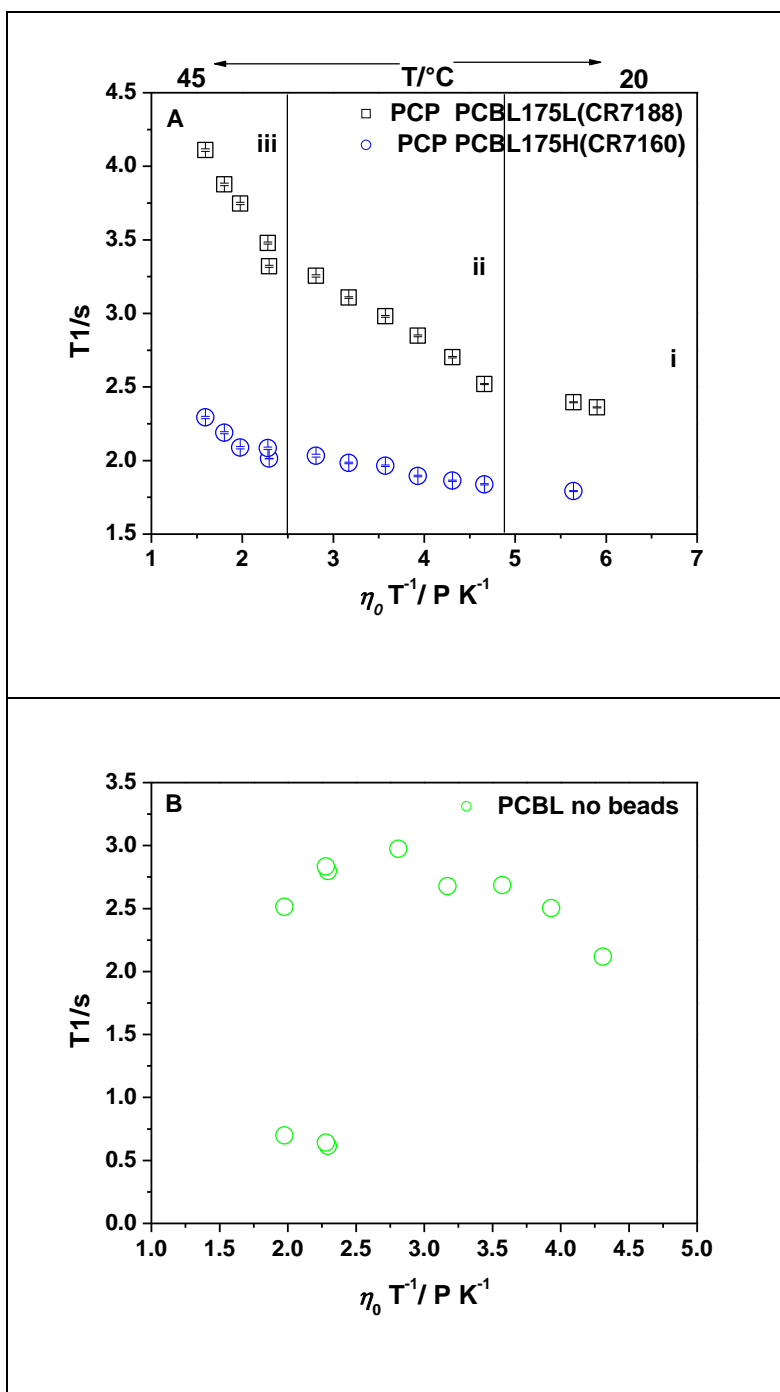 45 T/°C 20
4.5
A
PCP PCBL175L(CR7188)
iii
PCP PCBL175H(CR7160)
4.0
3.5
ii
3.0
T1/s
2.5
i
2.0
1.5
1 2 3 4 5 6 7
η₀ T⁻¹/ P K⁻¹
3.5
B
PCBL no beads
3.0
2.5
2.0
T1/s
1.5
1.0
0.5
0.0
1.0 1.5 2.0 2.5 3.0 3.5 4.0 4.5 5.0
η₀ T⁻¹/ P K⁻¹